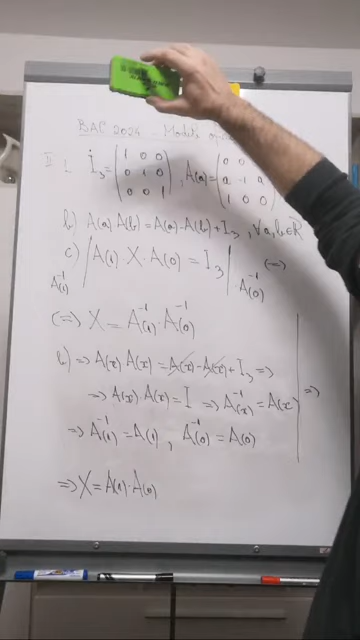 BAC 2024 - Model
II 1. I₃ = (1 0 0 / 0 1 0 / 0 0 1), A(a) = (0 0 / a -1 a / 1 0 0)
b) A(a) A(b) = A(a) - A(b) + I₃, ∀ a, b ∈ R
c) A(1) · X · A(0) = I₃ | · A⁻¹(0) (=)
A⁻¹(1)
(=) X = A⁻¹(1) · A⁻¹(0)
b) => A(x) A(x) = A(x) - A(x) + I₃ =>
=> A(x) · A(x) = I => A⁻¹(x) = A(x) =>
=> A⁻¹(1) = A(1), A⁻¹(0) = A(0)
=> X = A(1) · A(0)